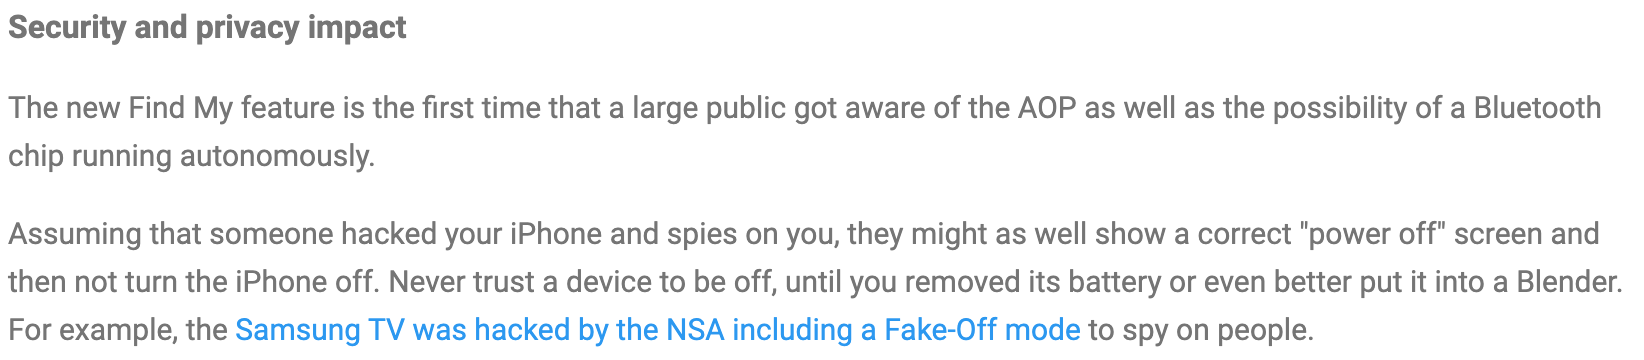 Security and privacy impact
The new Find My feature is the first time that a large public got aware of the AOP as well as the possibility of a Bluetooth
chip running autonomously.
Assuming that someone hacked your iPhone and spies on you, they might as well show a correct "power off" screen and
then not turn the iPhone off. Never trust a device to be off, until you removed its battery or even better put it into a Blender.
For example, the Samsung TV was hacked by the NSA including a Fake-Off mode to spy on people.